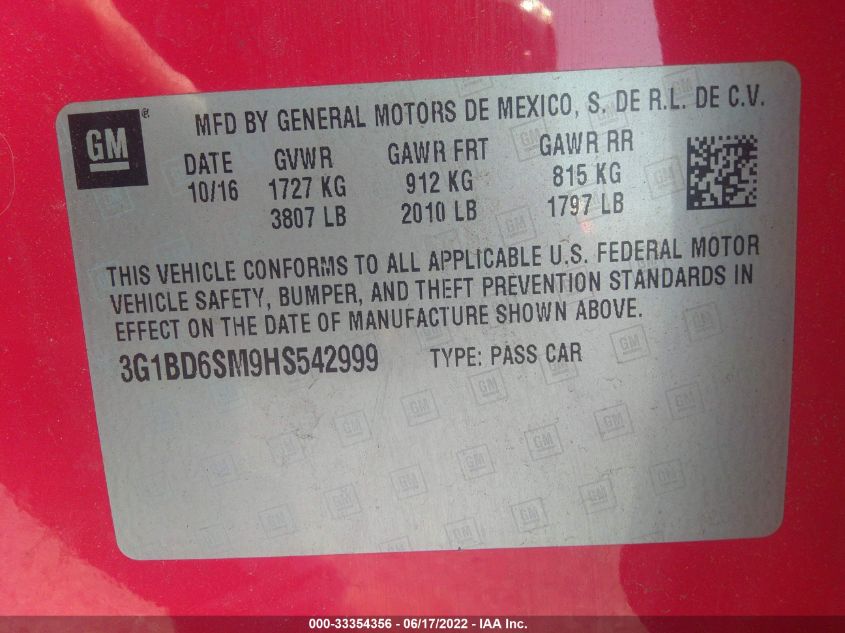 GM ®
MFD BY GENERAL MOTORS DE MEXICO, S. DE R.L. DE C.V.
DATE GVWR GAWR FRT GAWR RR
10/16 1727 KG 912 KG 815 KG
3807 LB 2010 LB 1797 LB
THIS VEHICLE CONFORMS TO ALL APPLICABLE U.S. FEDERAL MOTOR
VEHICLE SAFETY, BUMPER, AND THEFT PREVENTION STANDARDS IN
EFFECT ON THE DATE OF MANUFACTURE SHOWN ABOVE.
3G1BD6SM9HS542999 TYPE: PASS CAR
000-33354356 - 06/17/2022 - IAA Inc.